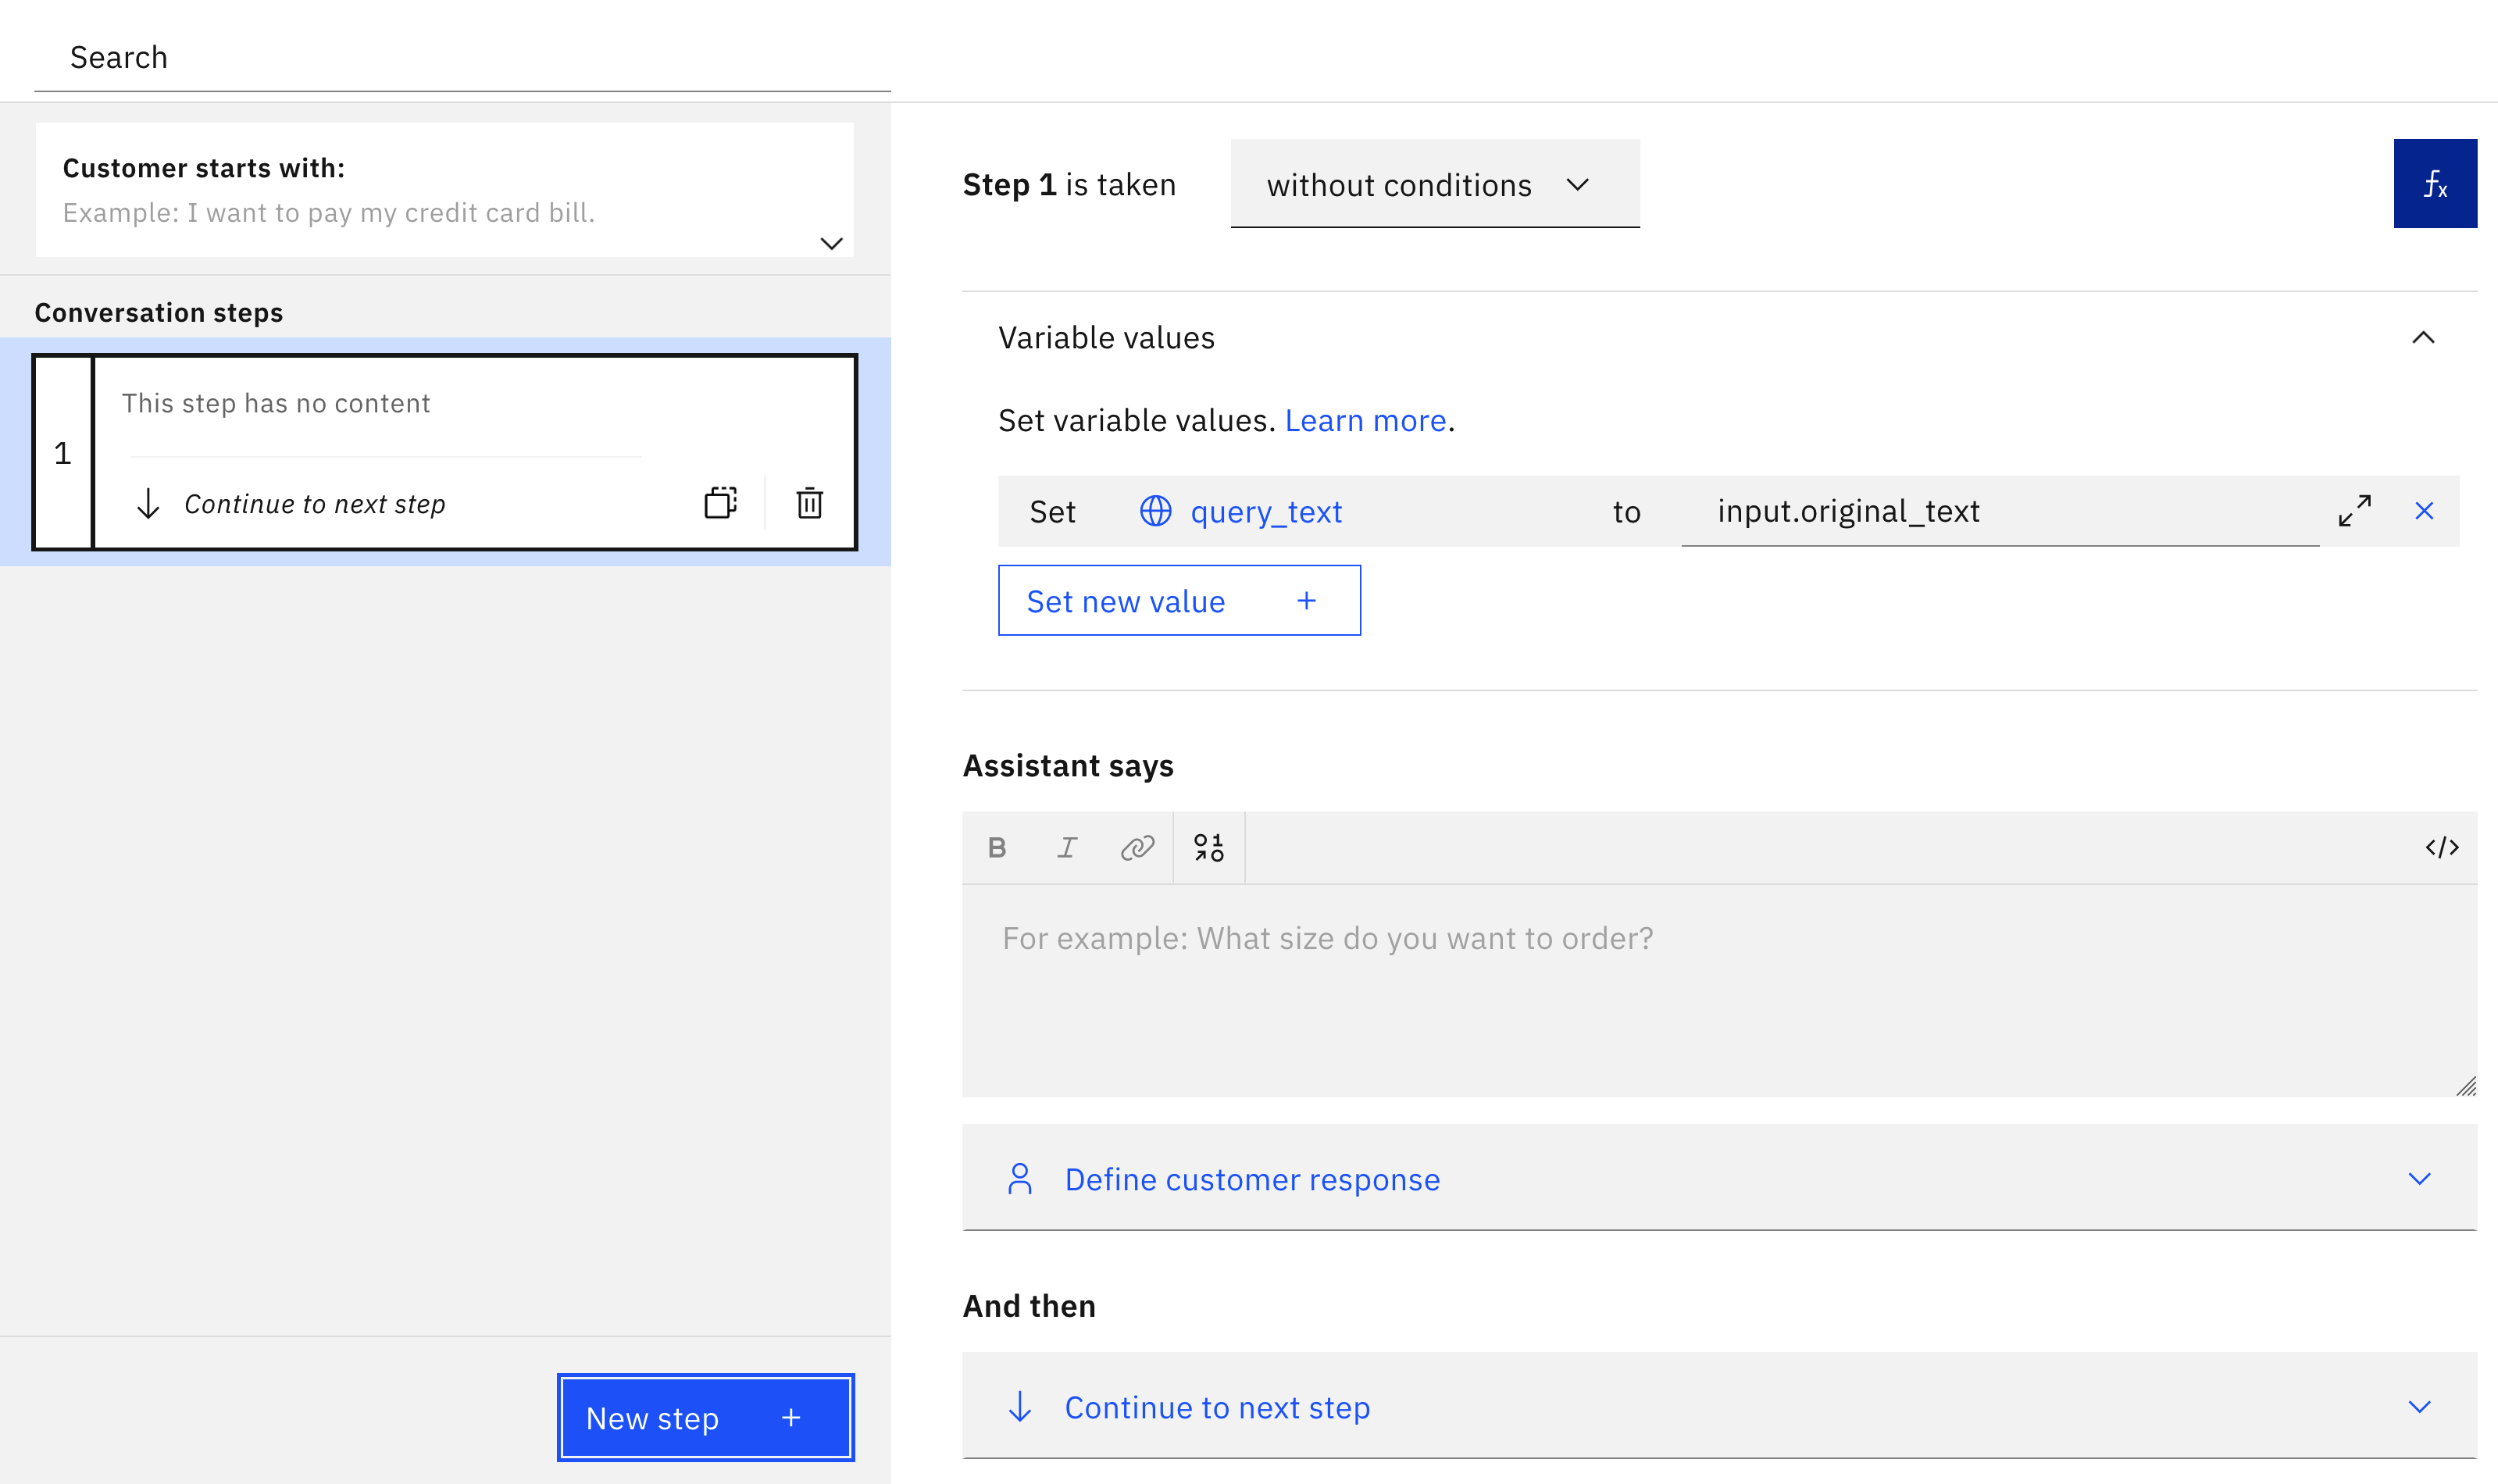 Search
Customer starts with:
Example: I want to pay my credit card bill.
Conversation steps
1
This step has no content
Continue to next step
New step +
Step 1 is taken without conditions
fx
Variable values
Set variable values. Learn more.
Set query_text to input.original_text
Set new value +
Assistant says
B I
</>
For example: What size do you want to order?
Define customer response
And then
Continue to next step